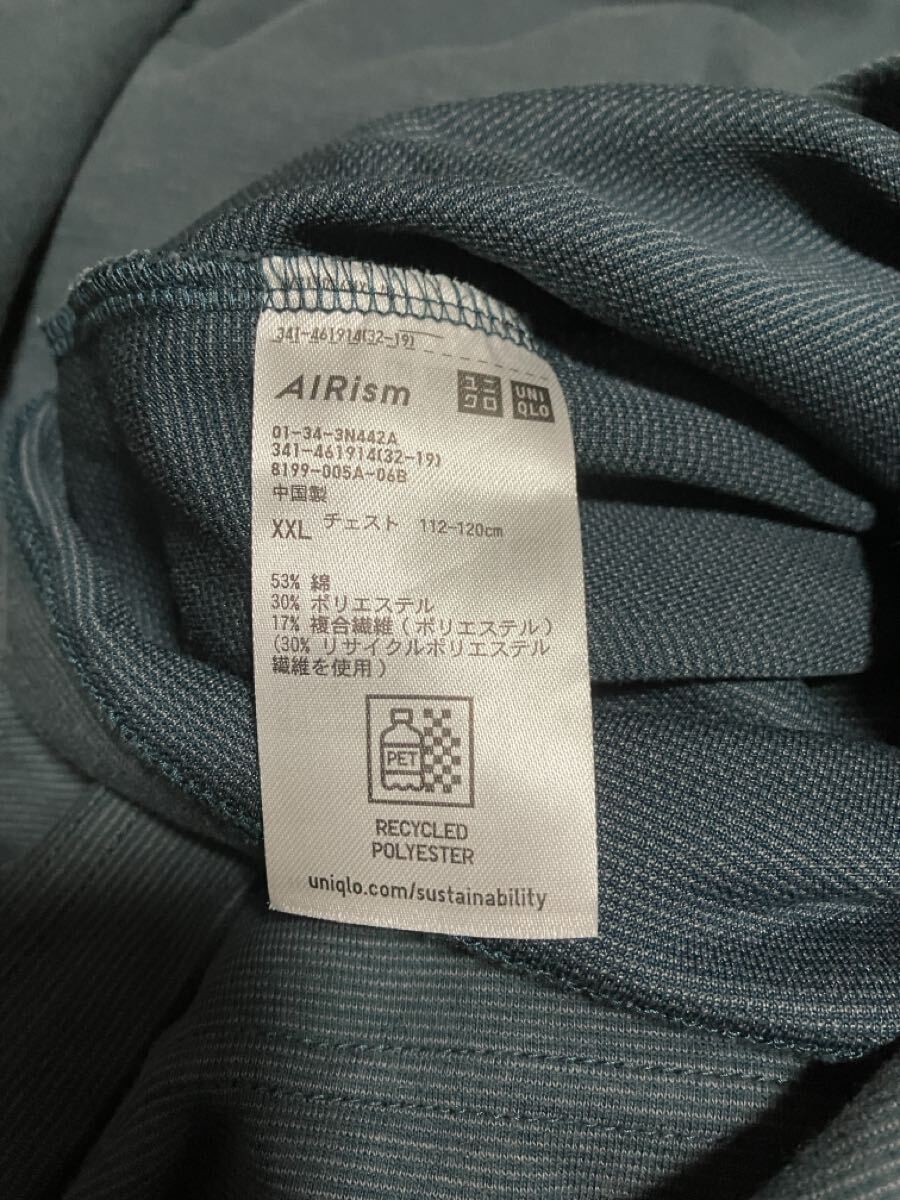 341-461914(32-19)
AIRism ユニクロ UNIQLO
01-34-3N442A
341-461914(32-19)
8199-005A-06B
中国製
XXL チェスト 112-120cm
53% 綿
30% ポリエステル
17% 複合繊維 ( ポリエステル )
(30% リサイクルポリエステル
繊維を使用 )
PET
RECYCLED
POLYESTER
uniqlo.com/sustainability